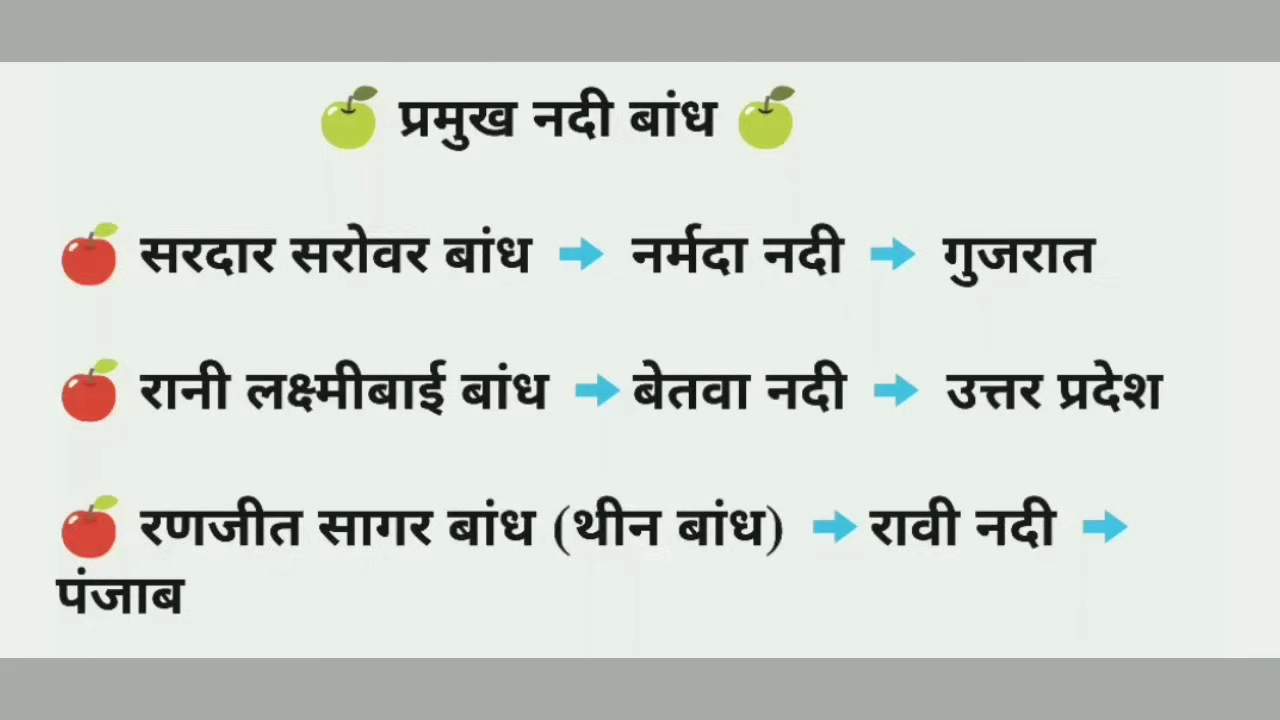 🍏 प्रमुख नदी बांध 🍏
🍎 सरदार सरोवर बांध ➡ नर्मदा नदी ➡ गुजरात
🍎 रानी लक्ष्मीबाई बांध ➡ बेतवा नदी ➡ उत्तर प्रदेश
🍎 रणजीत सागर बांध (थीन बांध) ➡ रावी नदी ➡
पंजाब